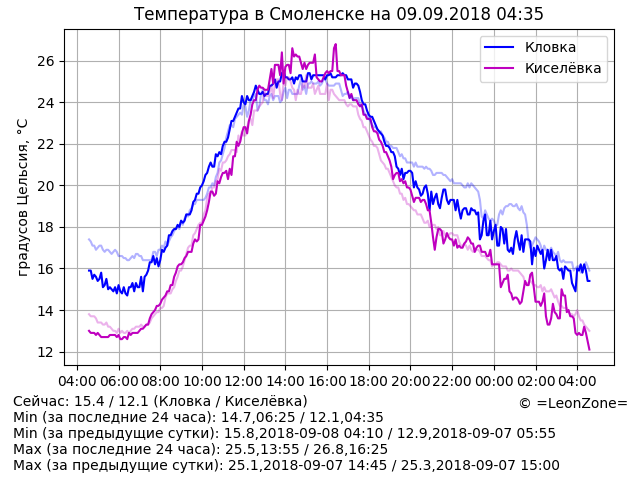 Температура в Смоленске на 09.09.2018 04:35
Кловка
Киселёвка
градусов Цельсия, °C
26
24
22
20
18
16
14
12
04:00 06:00 08:00 10:00 12:00 14:00 16:00 18:00 20:00 22:00 00:00 02:00 04:00
Сейчас: 15.4 / 12.1 (Кловка / Киселёвка)
© =LeonZone=
Min (за последние 24 часа): 14.7,06:25 / 12.1,04:35
Min (за предыдущие сутки): 15.8,2018-09-08 04:10 / 12.9,2018-09-07 05:55
Max (за последние 24 часа): 25.5,13:55 / 26.8,16:25
Max (за предыдущие сутки): 25.1,2018-09-07 14:45 / 25.3,2018-09-07 15:00